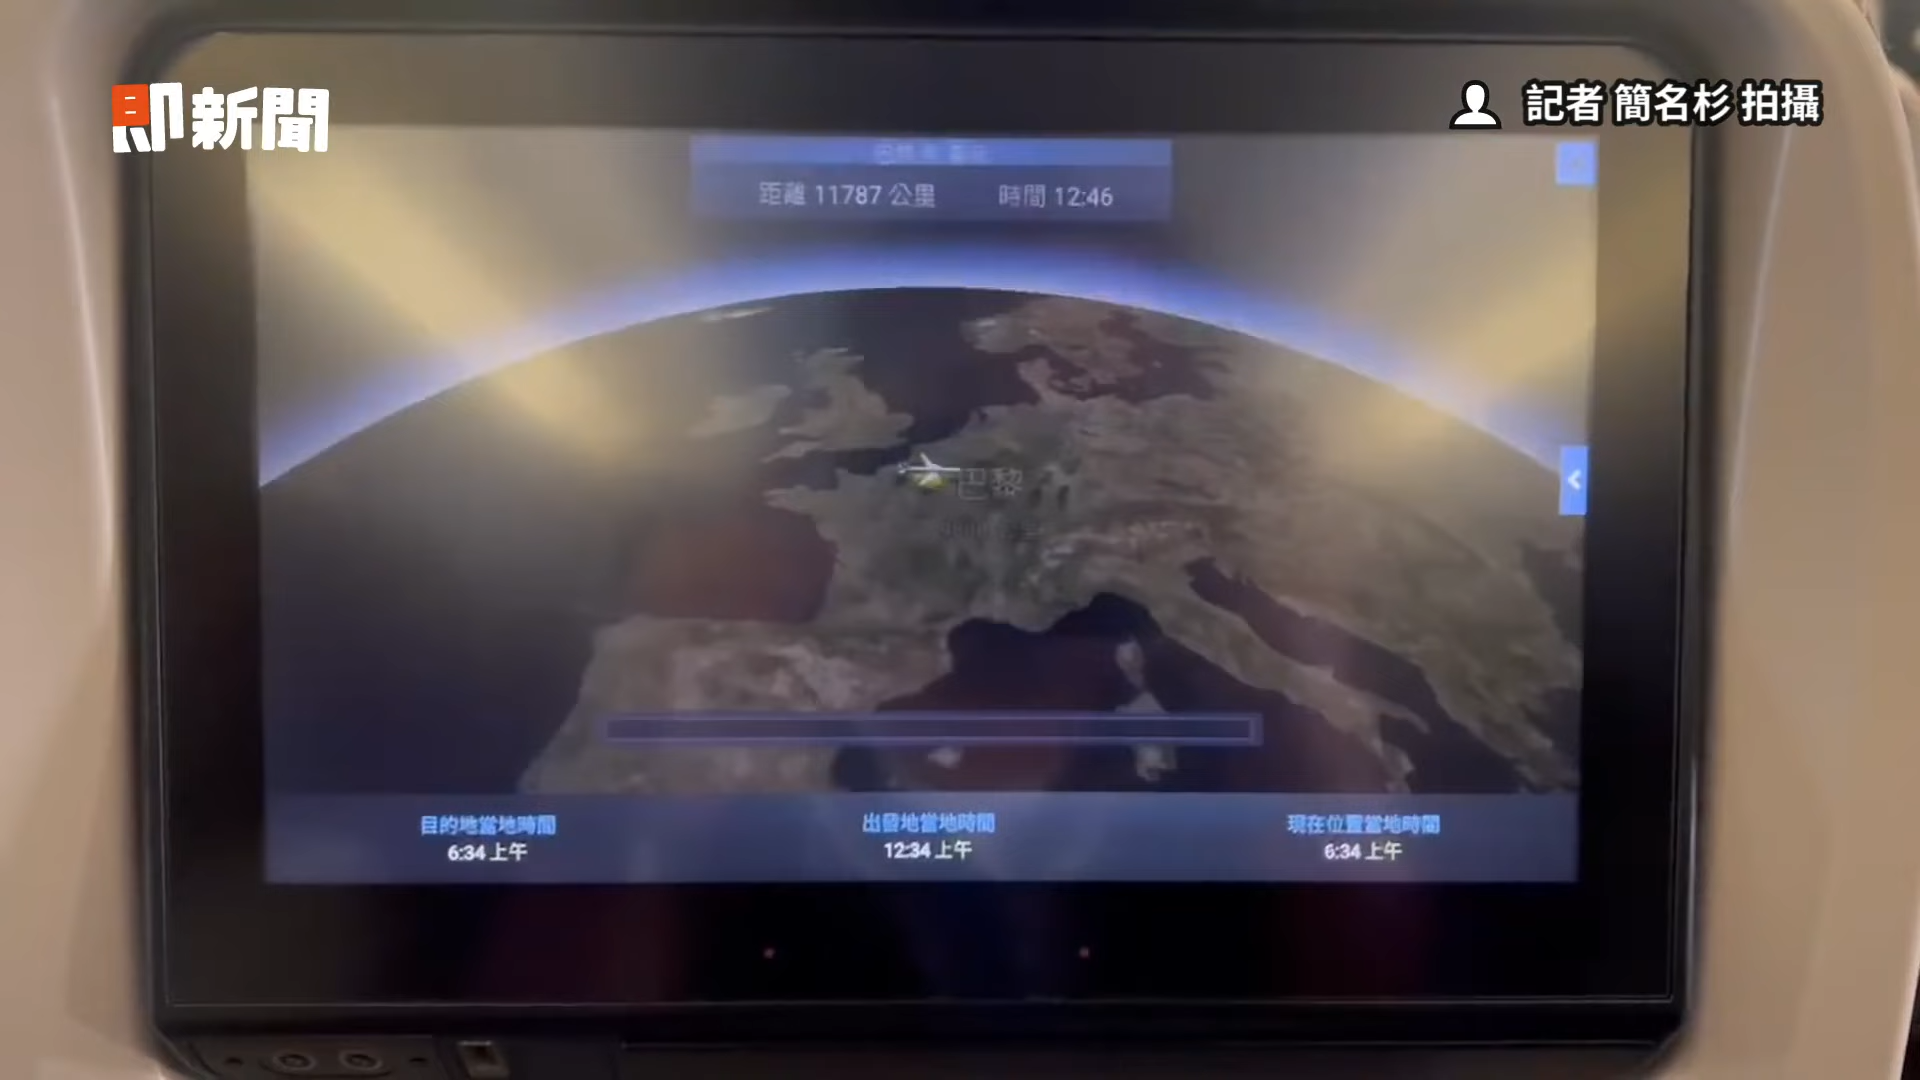 即新聞
記者 簡名杉 拍攝
距離 11787 公里 時間 12:46
巴黎
目的地當地時間
6:34 上午
出發地當地時間
12:34 上午
現在位置當地時間
6:34 上午